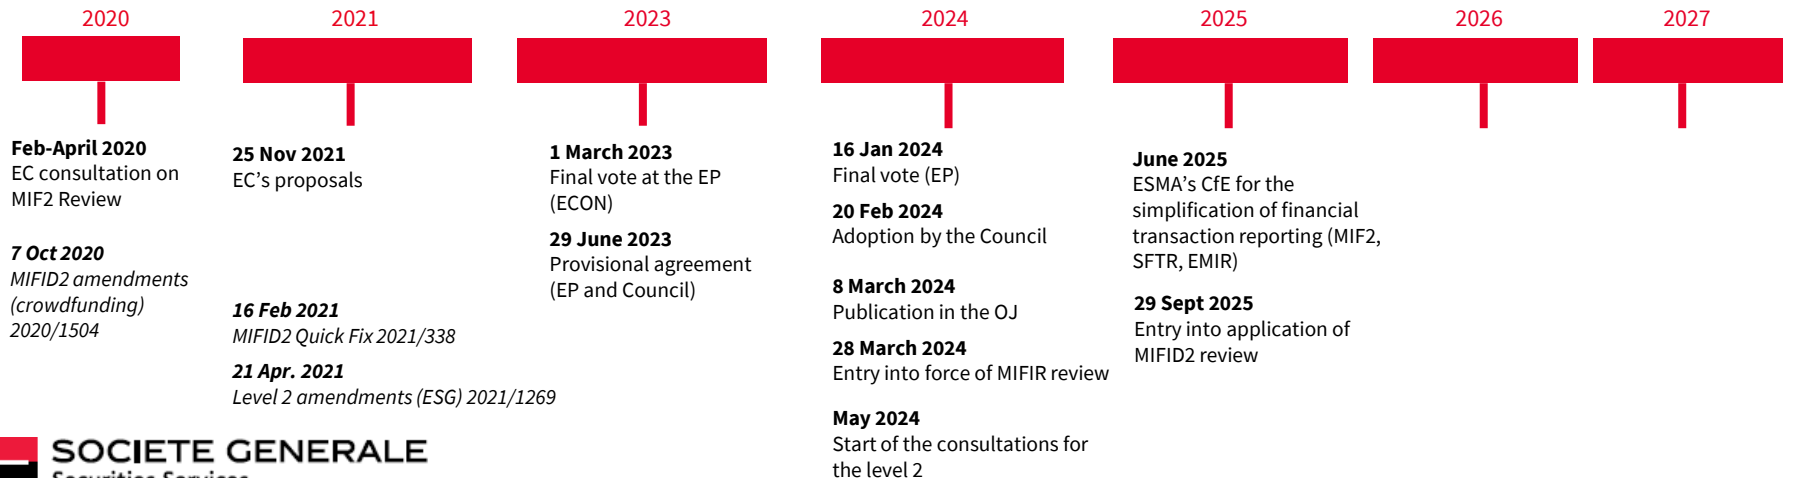 2020
2021
2023
2024
2025
2026
2027
Feb-April 2020
EC consultation on
MIF2 Review
7 Oct 2020
MIFID2 amendments
(crowdfunding)
2020/1504
25 Nov 2021
EC’s proposals
16 Feb 2021
MIFID2 Quick Fix 2021/338
21 Apr. 2021
Level 2 amendments (ESG) 2021/1269
1 March 2023
Final vote at the EP
(ECON)
29 June 2023
Provisional agreement
(EP and Council)
16 Jan 2024
Final vote (EP)
20 Feb 2024
Adoption by the Council
8 March 2024
Publication in the OJ
28 March 2024
Entry into force of MIFIR review
May 2024
Start of the consultations for
the level 2
June 2025
ESMA’s CfE for the
simplification of financial
transaction reporting (MIF2,
SFTR, EMIR)
29 Sept 2025
Entry into application of
MIFID2 review
SOCIETE GENERALE
Securities Services